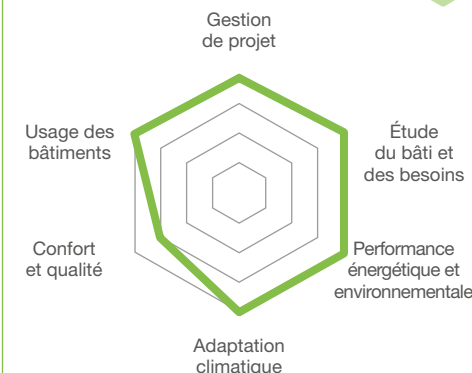 Gestion
de projet
Usage des
bâtiments
Étude
du bâti et
des besoins
Confort
et qualité
Performance
énergétique et
environnementale
Adaptation
climatique